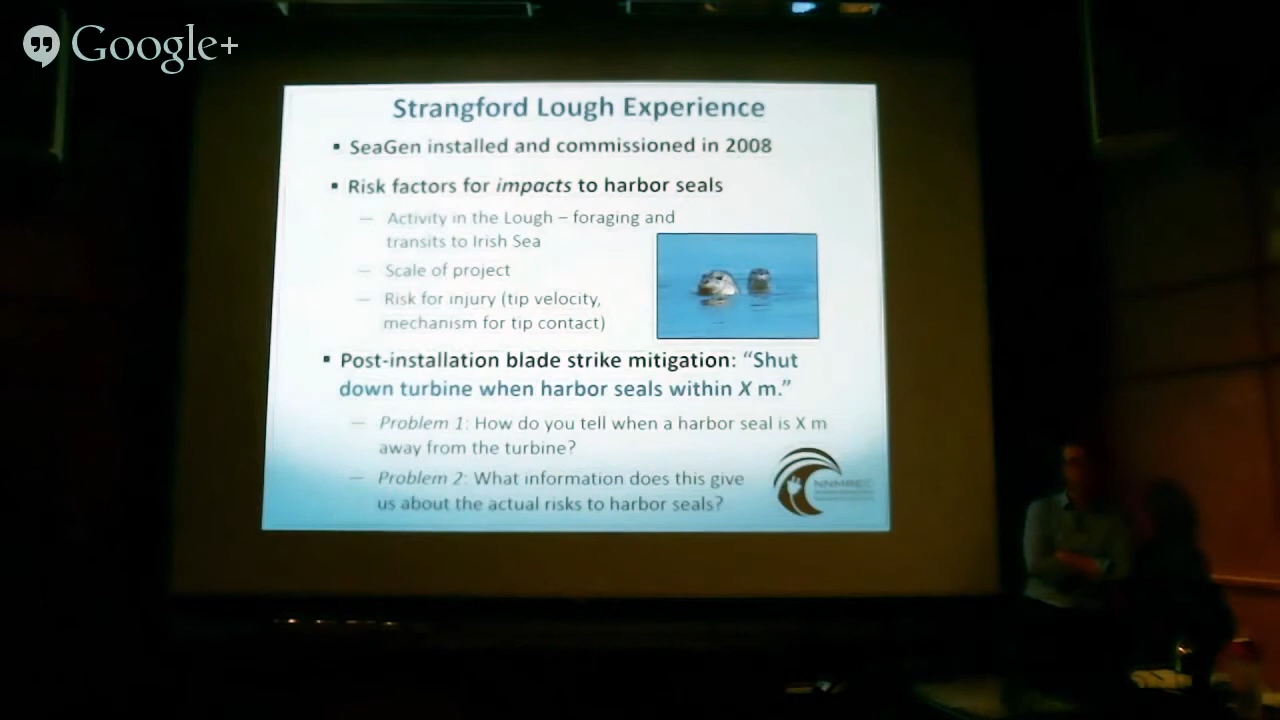 Google+
Strangford Lough Experience
▪ SeaGen installed and commissioned in 2008
▪ Risk factors for impacts to harbor seals
– Activity in the Lough – foraging and
transits to Irish Sea
– Scale of project
– Risk for injury (tip velocity,
mechanism for tip contact)
▪ Post-installation blade strike mitigation: “Shut
down turbine when harbor seals within X m.”
– Problem 1: How do you tell when a harbor seal is X m
away from the turbine?
– Problem 2: What information does this give
us about the actual risks to harbor seals?
NNMREC